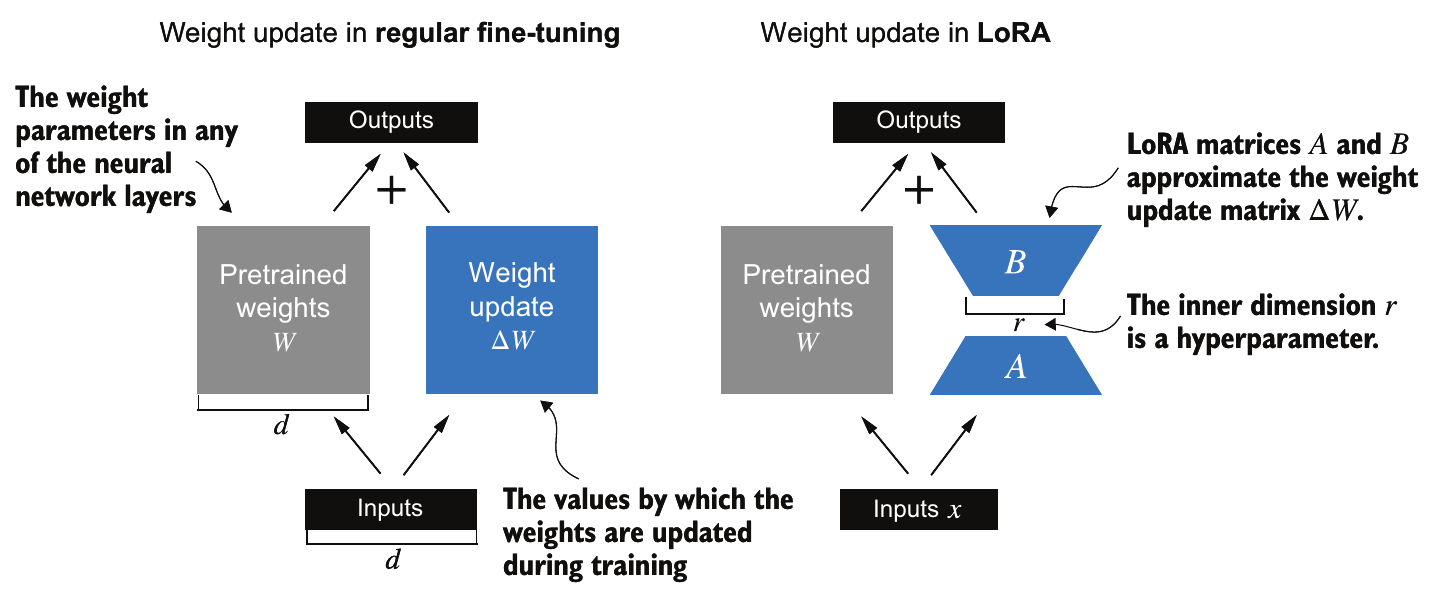 Weight update in regular fine-tuning
The weight
parameters in any
of the neural
network layers
Outputs
+
Pretrained
weights
W
Weight
update
ΔW
d
Inputs
d
The values by which the
weights are updated
during training
Weight update in LoRA
Outputs
+
LoRA matrices A and B
approximate the weight
update matrix ΔW.
Pretrained
weights
W
B
r
The inner dimension r
is a hyperparameter.
A
Inputs x